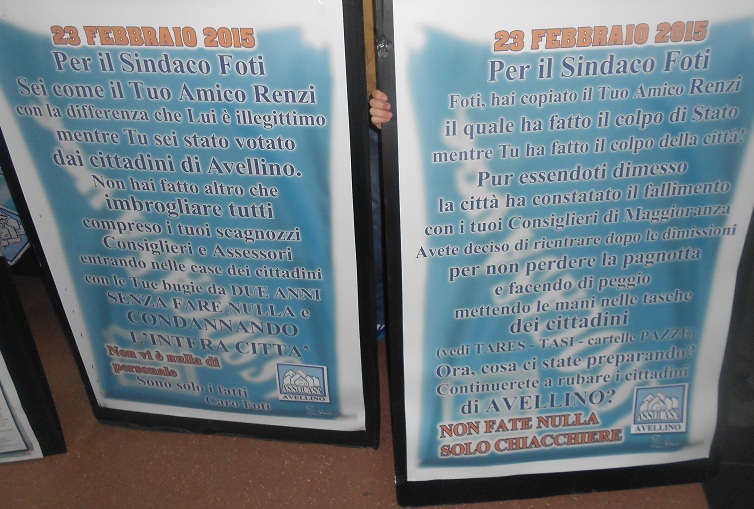 23 FEBBRAIO 2015
Per il Sindaco Foti
Sei come il Tuo Amico Renzi
con la differenza che Lui è illegittimo
mentre Tu sei stato votato
dai cittadini di Avellino.
Non hai fatto altro che
imbrogliare tutti
compreso i tuoi scagnozzi
Consiglieri e Assessori
entrando nelle case dei cittadini
con le Tue bugie da DUE ANNI
SENZA FARE NULLA e
CONDANNANDO
L'INTERA CITTA'
Non vi è nulla di
personale
Sono solo i fatti
Caro Foti
ASSOCASA
AVELLINO
23 FEBBRAIO 2015
Per il Sindaco Foti
Foti, hai copiato il Tuo Amico Renzi
il quale ha fatto il colpo di Stato
mentre Tu ha fatto il colpo della città!
Pur essendoti dimesso
la città ha constatato il fallimento
con i tuoi Consiglieri di Maggioranza
Avete deciso di rientrare dopo le dimissioni
per non perdere la pagnotta
e facendo di peggio
mettendo le mani nelle tasche
dei cittadini
(vedi TARES - TASI - cartelle PAZZE)
Ora, cosa ci state preparando?
Continuerete a rubare i cittadini
di AVELLINO?
NON FATE NULLA
SOLO CHIACCHIERE
ASSOCASA
AVELLINO